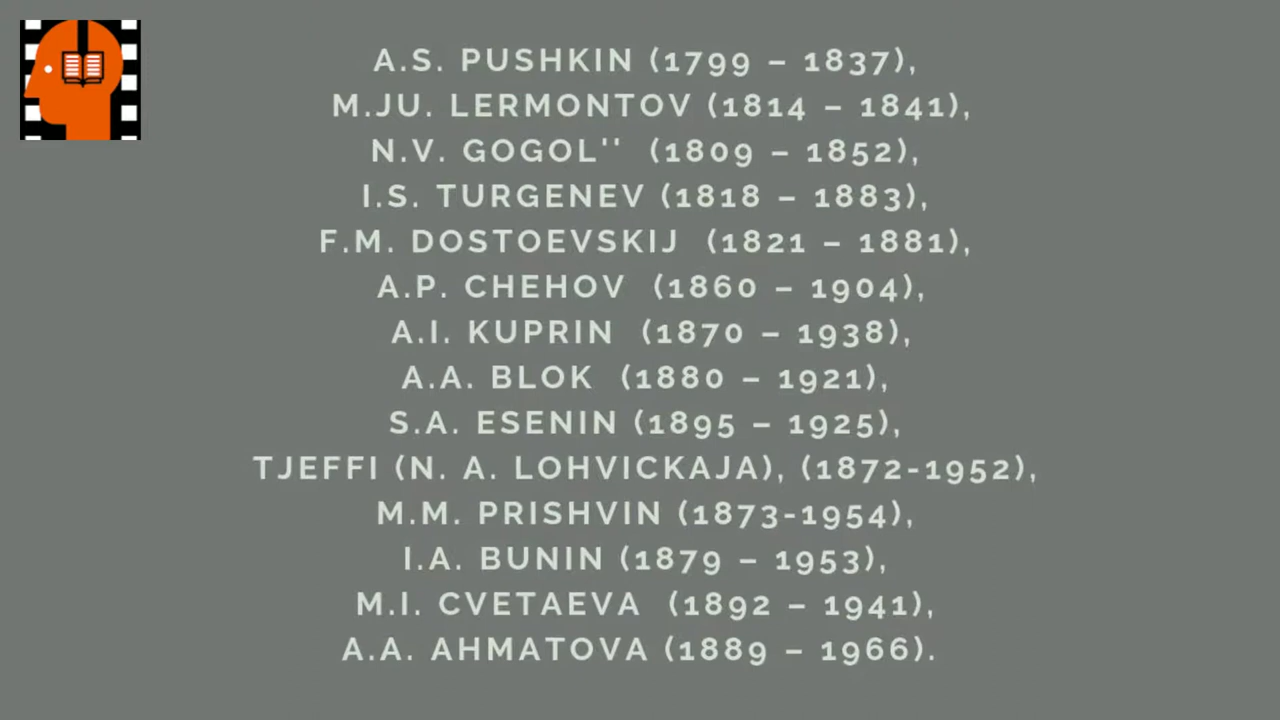 A.S. PUSHKIN (1799 – 1837),
M.JU. LERMONTOV (1814 – 1841),
N.V. GOGOL'' (1809 – 1852),
I.S. TURGENEV (1818 – 1883),
F.M. DOSTOEVSKIJ (1821 – 1881),
A.P. CHEHOV (1860 – 1904),
A.I. KUPRIN (1870 – 1938),
A.A. BLOK (1880 – 1921),
S.A. ESENIN (1895 – 1925),
TJEFFI (N. A. LOHVICKAJA), (1872-1952),
M.M. PRISHVIN (1873-1954),
I.A. BUNIN (1879 – 1953),
M.I. CVETAEVA (1892 – 1941),
A.A. AHMATOVA (1889 – 1966).